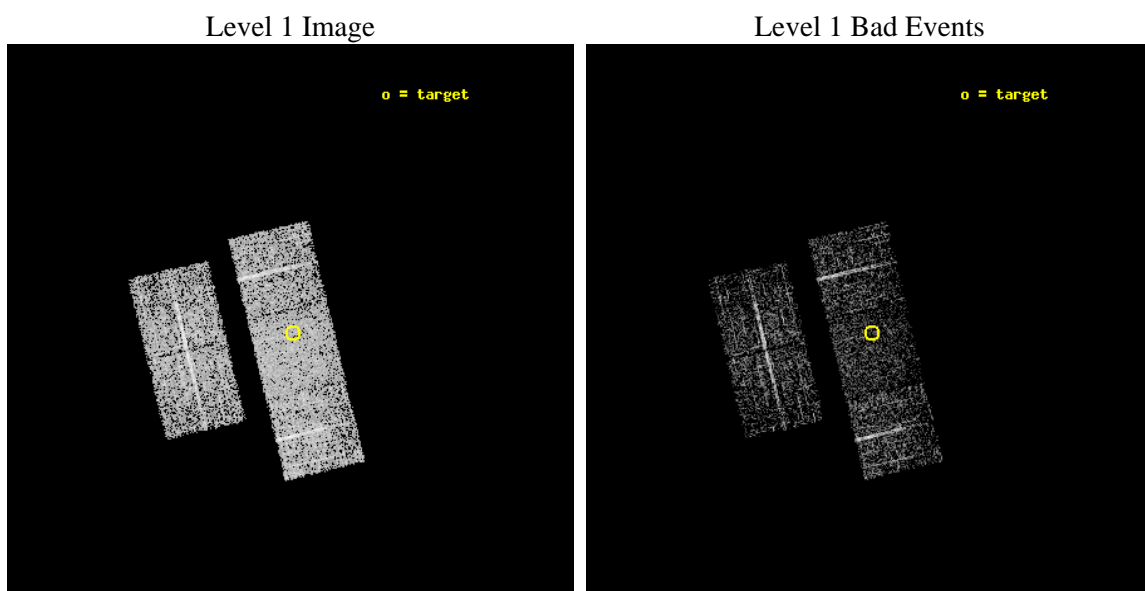 Level 1 Image
Level 1 Bad Events
o = target
o = target